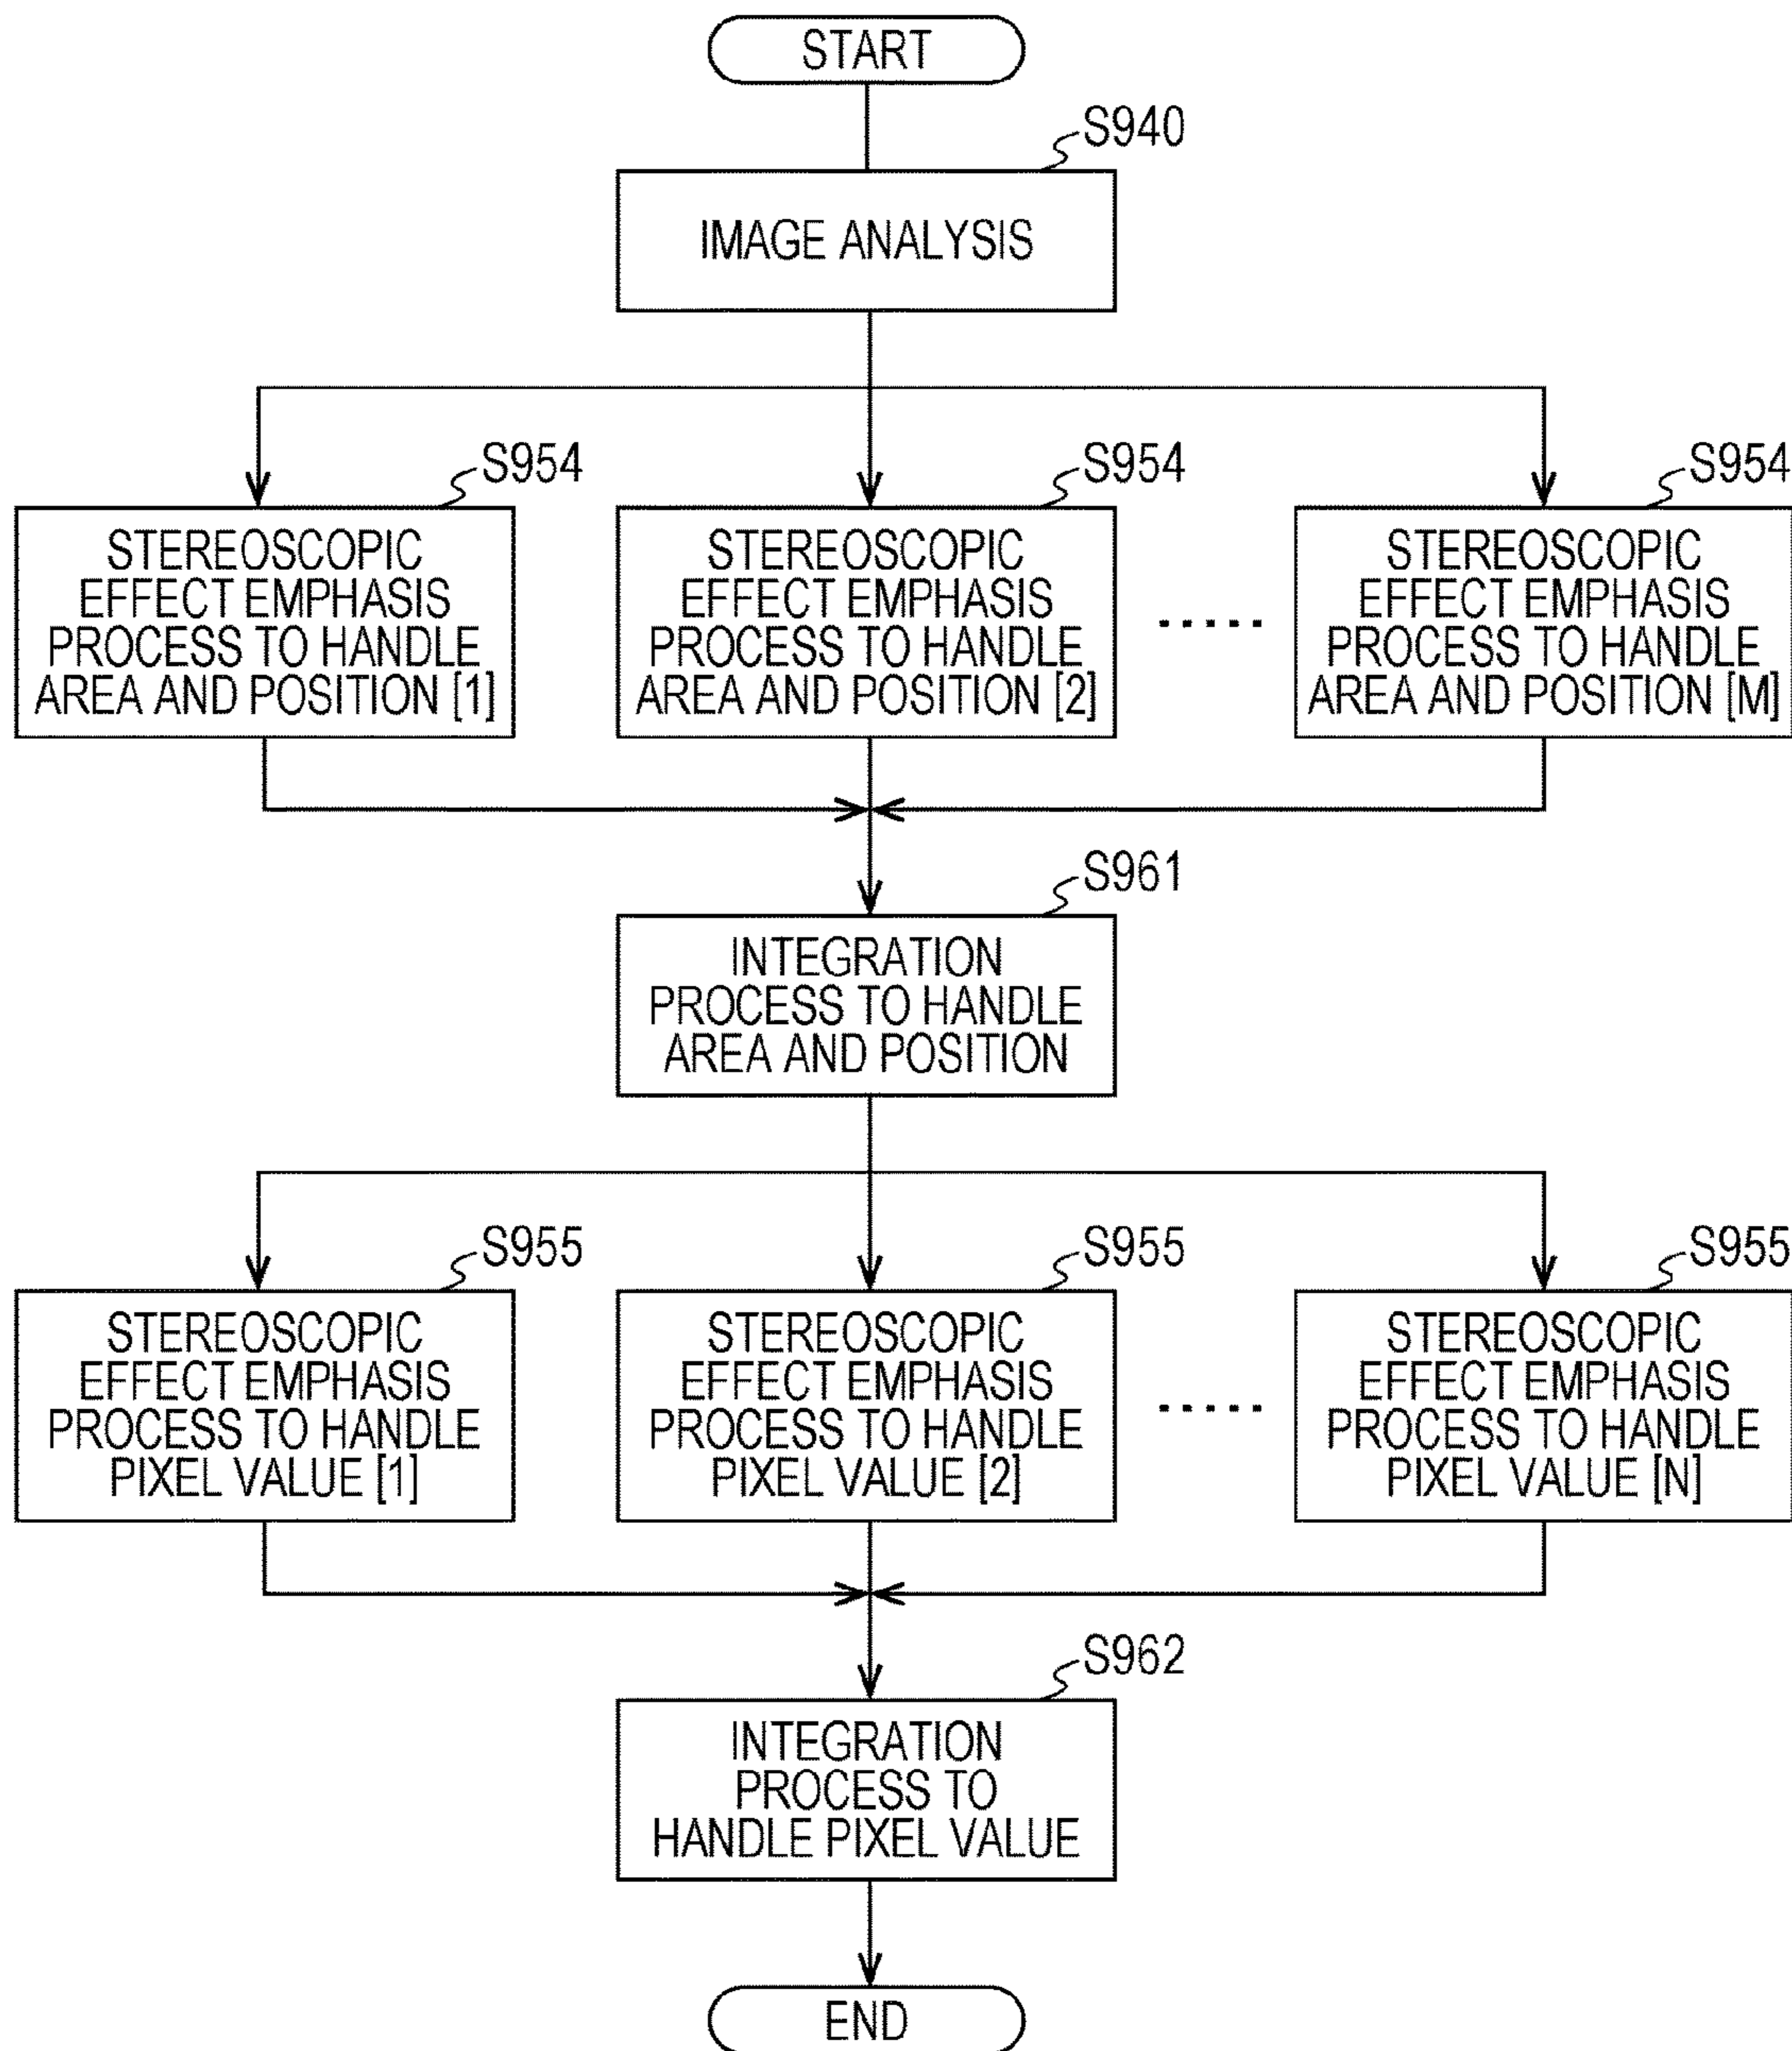 START
S940
IMAGE ANALYSIS
S954
STEREOSCOPIC
EFFECT EMPHASIS
PROCESS TO HANDLE
AREA AND POSITION [1]
S954
STEREOSCOPIC
EFFECT EMPHASIS
PROCESS TO HANDLE
AREA AND POSITION [2]
.....
S954
STEREOSCOPIC
EFFECT EMPHASIS
PROCESS TO HANDLE
AREA AND POSITION [M]
S961
INTEGRATION
PROCESS TO HANDLE
AREA AND POSITION
S955
STEREOSCOPIC
EFFECT EMPHASIS
PROCESS TO HANDLE
PIXEL VALUE [1]
S955
STEREOSCOPIC
EFFECT EMPHASIS
PROCESS TO HANDLE
PIXEL VALUE [2]
.....
S955
STEREOSCOPIC
EFFECT EMPHASIS
PROCESS TO HANDLE
PIXEL VALUE [N]
S962
INTEGRATION
PROCESS TO
HANDLE PIXEL VALUE
END